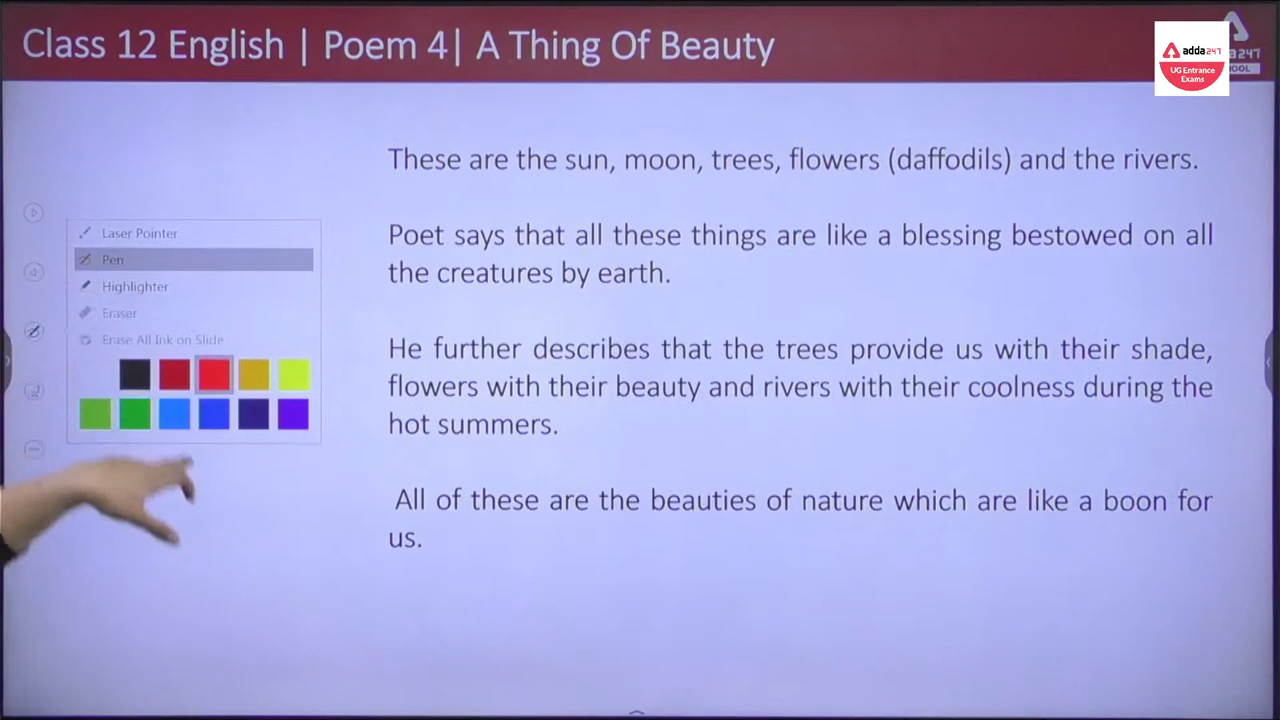 Class 12 English | Poem 4| A Thing Of Beauty
adda247
UG Entrance
Exams
a247
OOL
These are the sun, moon, trees, flowers (daffodils) and the rivers.
Poet says that all these things are like a blessing bestowed on all
the creatures by earth.
He further describes that the trees provide us with their shade,
flowers with their beauty and rivers with their coolness during the
hot summers.
All of these are the beauties of nature which are like a boon for
us.
Laser Pointer
Pen
Highlighter
Eraser
Erase All Ink on Slide